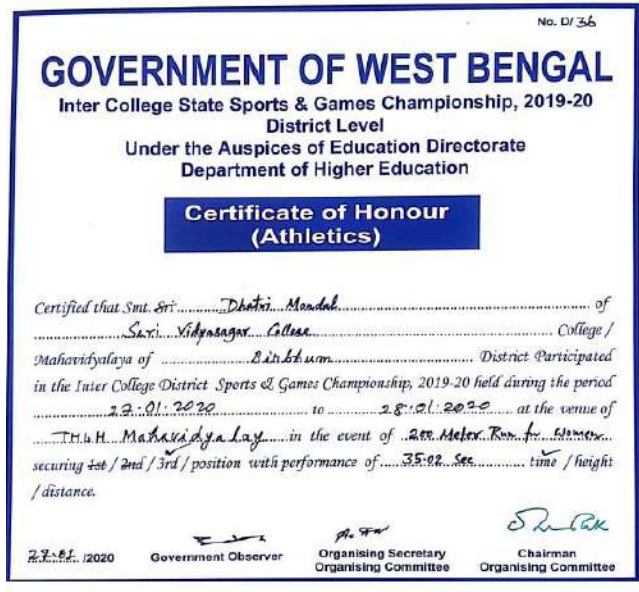 No. D/ 36
GOVERNMENT OF WEST BENGAL
Inter College State Sports & Games Championship, 2019-20
District Level
Under the Auspices of Education Directorate
Department of Higher Education
Certificate of Honour
(Athletics)
Certified that Smt. Sri Dhatri Mondal of
Suri Vidyasagar College College /
Mahavidyalaya of Birbhum District Participated
in the Inter College District Sports & Games Championship, 2019-20 held during the period
27.01.2020 to 28.01.2020 at the venue of
Mahavidyalay in the event of 200 Meter Run for Women
securing 1st / 2nd / 3rd / position with performance of 35.02 Sec time / height
/ distance.
/2020 Government Observer Organising Secretary Chairman
Organising Committee Organising Committee